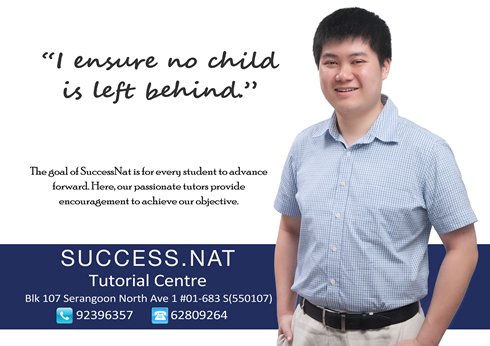 “I ensure no child
is left behind.”
The goal of SuccessNat is for every student to advance
forward. Here, our passionate tutors provide
encouragement to achieve our objective.
SUCCESS.NAT
Tutorial Centre
Blk 107 Serangoon North Ave 1 #01-683 S(550107)
92396357 62809264